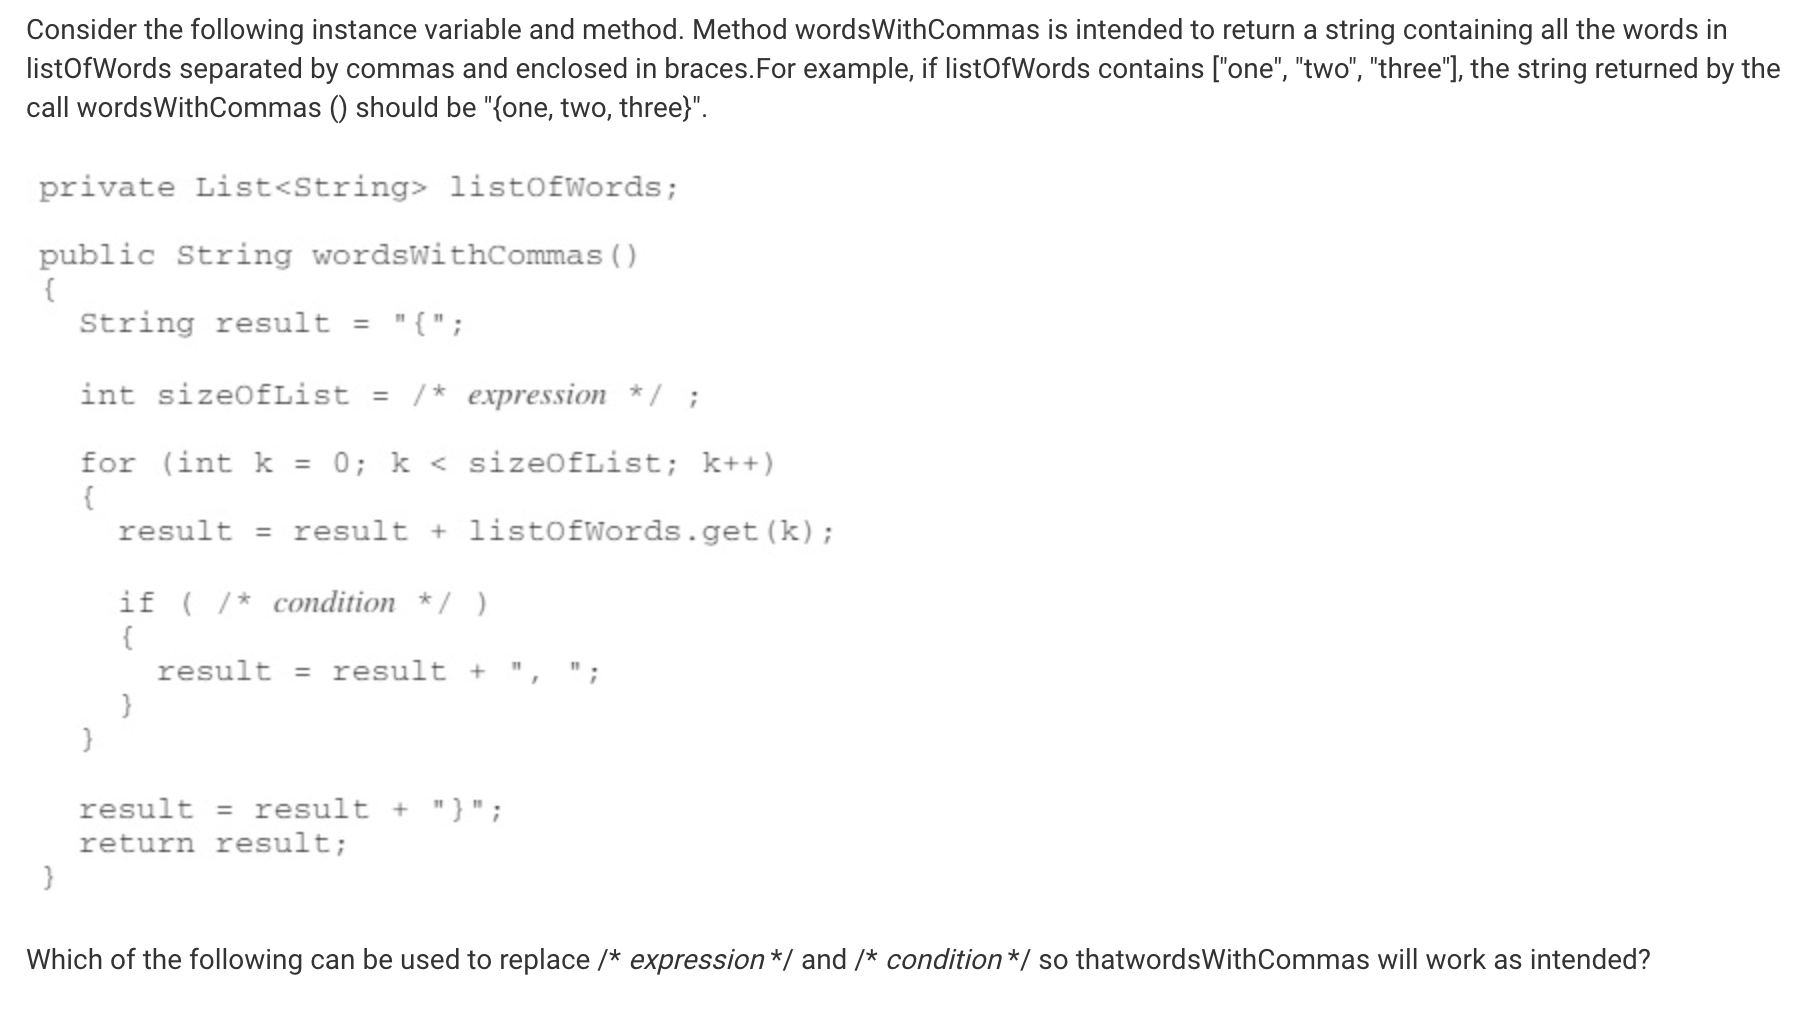 Consider the following instance variable and method. Method wordsWithCommas is intended to return a string containing all the words in
listOfWords separated by commas and enclosed in braces.For example, if listOfWords contains ["one", "two", "three"], the string returned by the
call wordsWithCommas () should be "{one, two, three}".
private List<String> listOfWords;
public String wordsWithCommas()
{
String result = "{";
int sizeOfList = /* expression */ ;
for (int k = 0; k < sizeOfList; k++)
{
result = result + listOfWords.get(k);
if ( /* condition */ )
{
result = result + ", ";
}
}
result = result + "}";
return result;
}
Which of the following can be used to replace /* expression */ and /* condition */ so thatwordsWithCommas will work as intended?